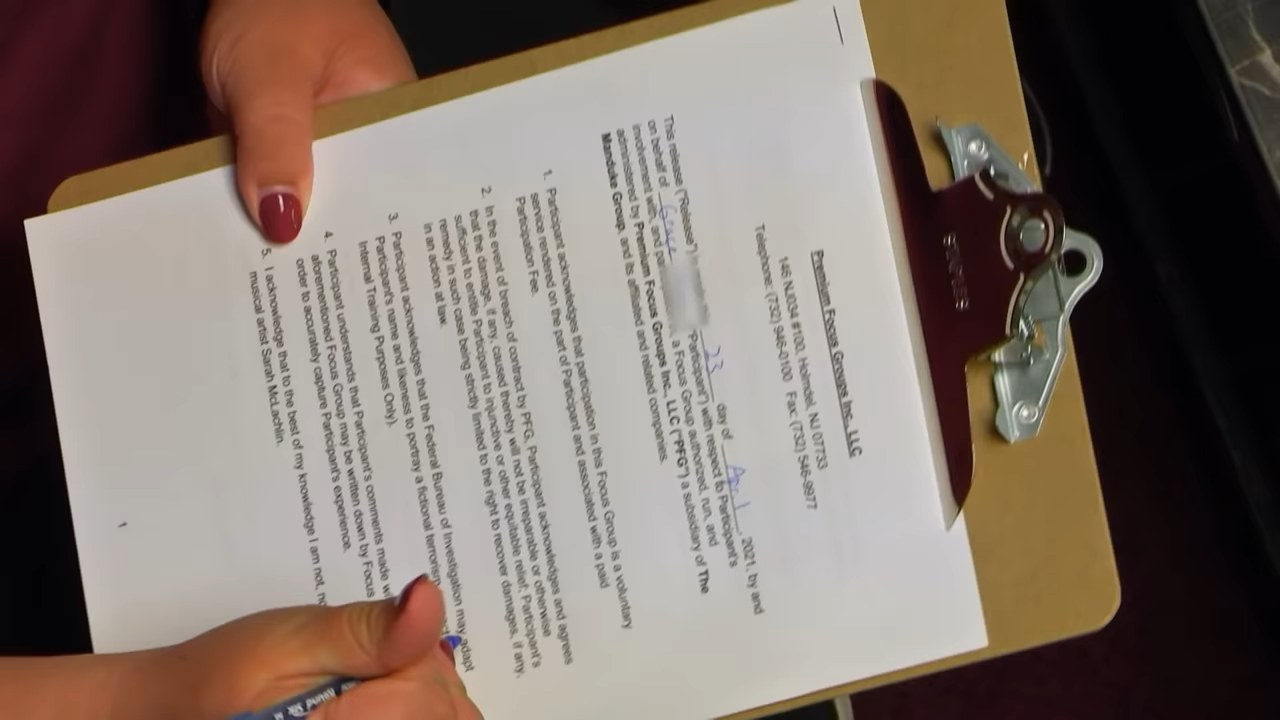 Premium Focus Groups Inc., LLC
146 NJ034 #100, Holmdel, NJ 07733
Telephone: (732) 946-0100 Fax: (732) 546-9977
This release ("Release") 23 day of April, 2021, by and
on behalf of Grace "Participant") with respect to Participant's
involvement with, and a Focus Group authorized, run, and
administered by Premium Focus Groups Inc., LLC ("PFG") a subsidiary of The
Manduke Group, and its affiliated and related companies.
1. Participant acknowledges that participation in this Focus Group is a voluntary
service rendered on the part of Participant and associated with a paid
Participation Fee.
2. In the event of breach of contract by PFG, Participant acknowledges and agrees
that the damage, if any, caused thereby will not be irreparable or otherwise
sufficient to entitle Participant to injunctive or other equitable relief. Participant's
remedy in such case being strictly limited to the right to recover damages, if any,
in an action at law.
3. Participant acknowledges that the Federal Bureau of Investigation may adapt
Participant's name and likeness to portray a fictional terrorism
Internal Training Purposes Only).
4. Participant understands that Participant's comments made
aforementioned Focus Group may be written down by Focus
order to accurately capture Participant's experience.
5. I acknowledge that to the best of my knowledge I am not,
musical artist Sarah McLachlin.
1
STAPLES